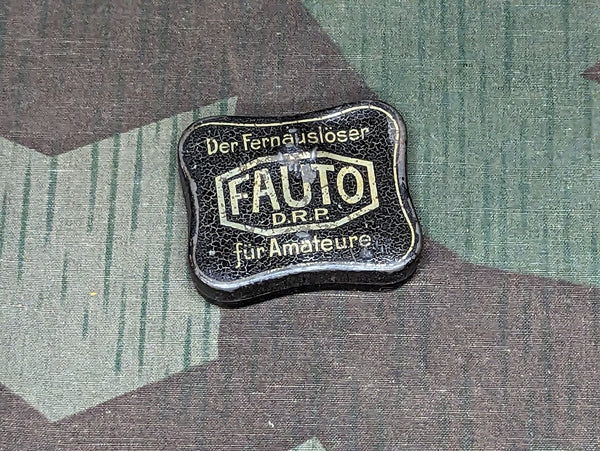 Der Fernauslöser
FAUTO
D.R.P.
für Amateure